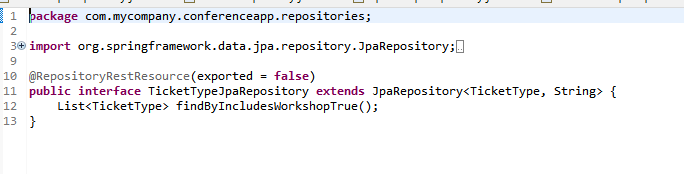 1 package com.mycompany.conferenceapp.repositories;
2
3 import org.springframework.data.jpa.repository.JpaRepository;
9
10 @RepositoryRestResource(exported = false)
11 public interface TicketTypeJpaRepository extends JpaRepository<TicketType, String> {
12     List<TicketType> findByIncludesWorkshopTrue();
13 }